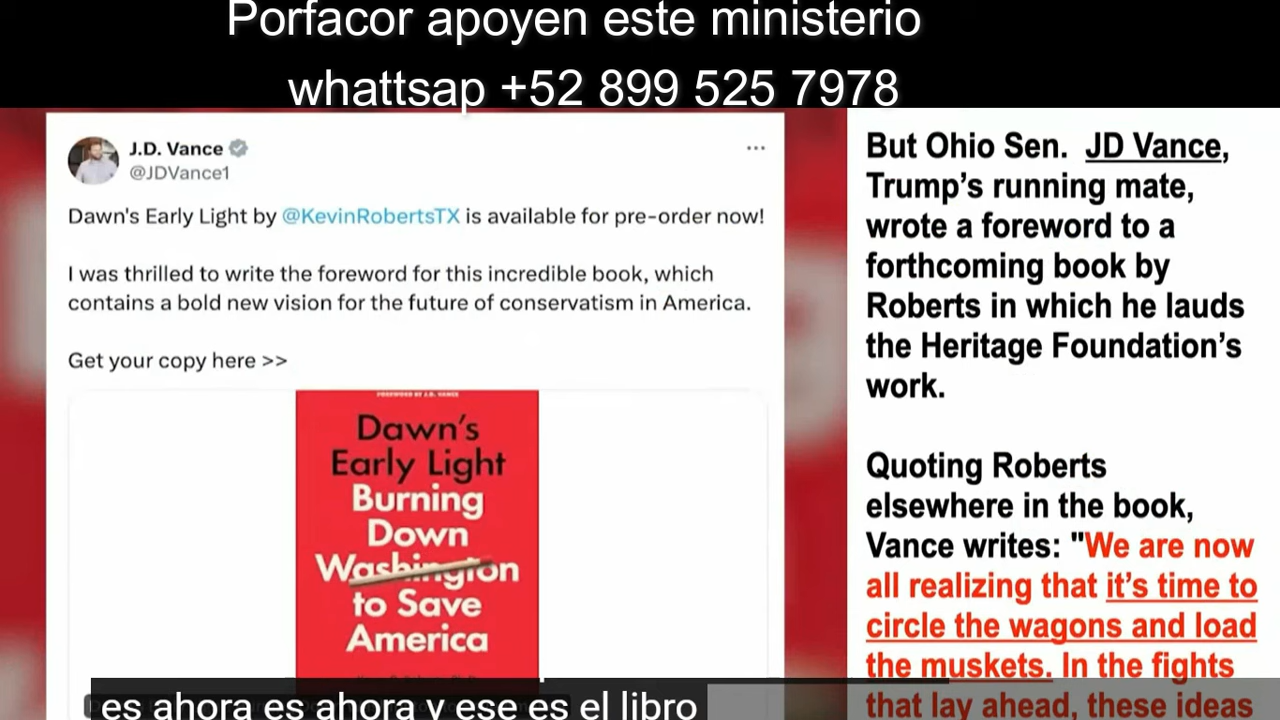 Porfacor apoyen este ministerio
whattsap +52 899 525 7978
J.D. Vance
@JDVance1
Dawn's Early Light by @KevinRobertsTX is available for pre-order now!
I was thrilled to write the foreword for this incredible book, which
contains a bold new vision for the future of conservatism in America.
Get your copy here >>
FOREWORD BY J.D. VANCE
Dawn's
Early Light
Burning
Down
Washington
to Save
America
But Ohio Sen. JD Vance,
Trump's running mate,
wrote a foreword to a
forthcoming book by
Roberts in which he lauds
the Heritage Foundation's
work.
Quoting Roberts
elsewhere in the book,
Vance writes: "We are now
all realizing that it's time to
circle the wagons and load
the muskets. In the fights
that lay ahead, these ideas
es ahora es ahora y ese es el libro